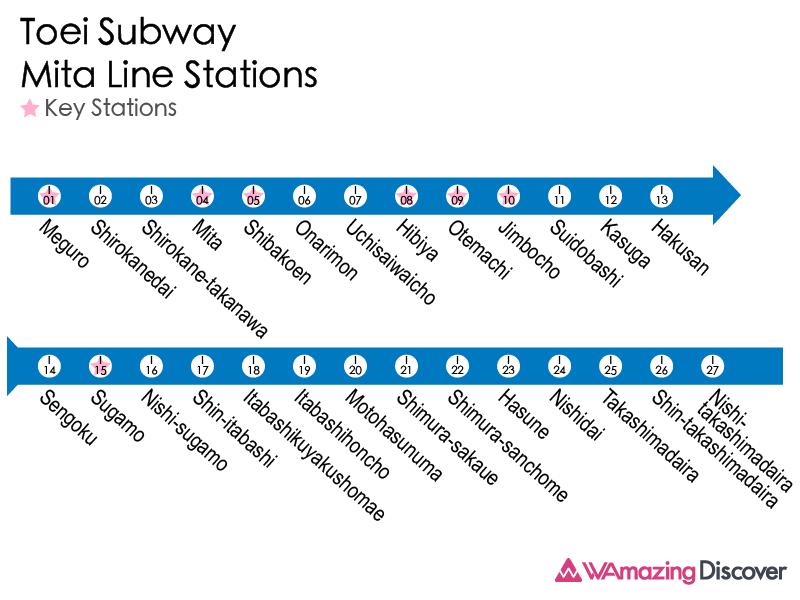 Toei Subway
Mita Line Stations
Key Stations
I 01 Meguro
I 02 Shirokanedai
I 03 Shirokane-takanawa
I 04 Mita
I 05 Shibakoen
I 06 Onarimon
I 07 Uchisaiwaicho
I 08 Hibiya
I 09 Otemachi
I 10 Jimbocho
I 11 Suidobashi
I 12 Kasuga
I 13 Hakusan
I 14 Sengoku
I 15 Sugamo
I 16 Nishi-sugamo
I 17 Shin-itabashi
I 18 Itabashikuyakushomae
I 19 Itabashihoncho
I 20 Motohasunuma
I 21 Shimura-sakaue
I 22 Shimura-sanchome
I 23 Hasune
I 24 Nishidai
I 25 Takashimadaira
I 26 Shin-takashimadaira
I 27 Nishi-
takashimadaira
WAmazing Discover